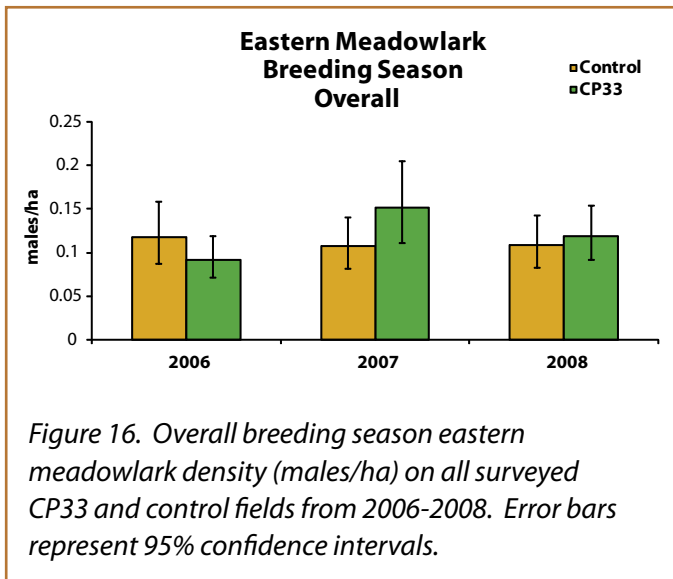 Eastern Meadowlark
Breeding Season
Overall
Control
CP33
0.25
0.2
0.15
0.1
0.05
0
males/ha
2006 2007 2008
Figure 16. Overall breeding season eastern
meadowlark density (males/ha) on all surveyed
CP33 and control fields from 2006-2008. Error bars
represent 95% confidence intervals.